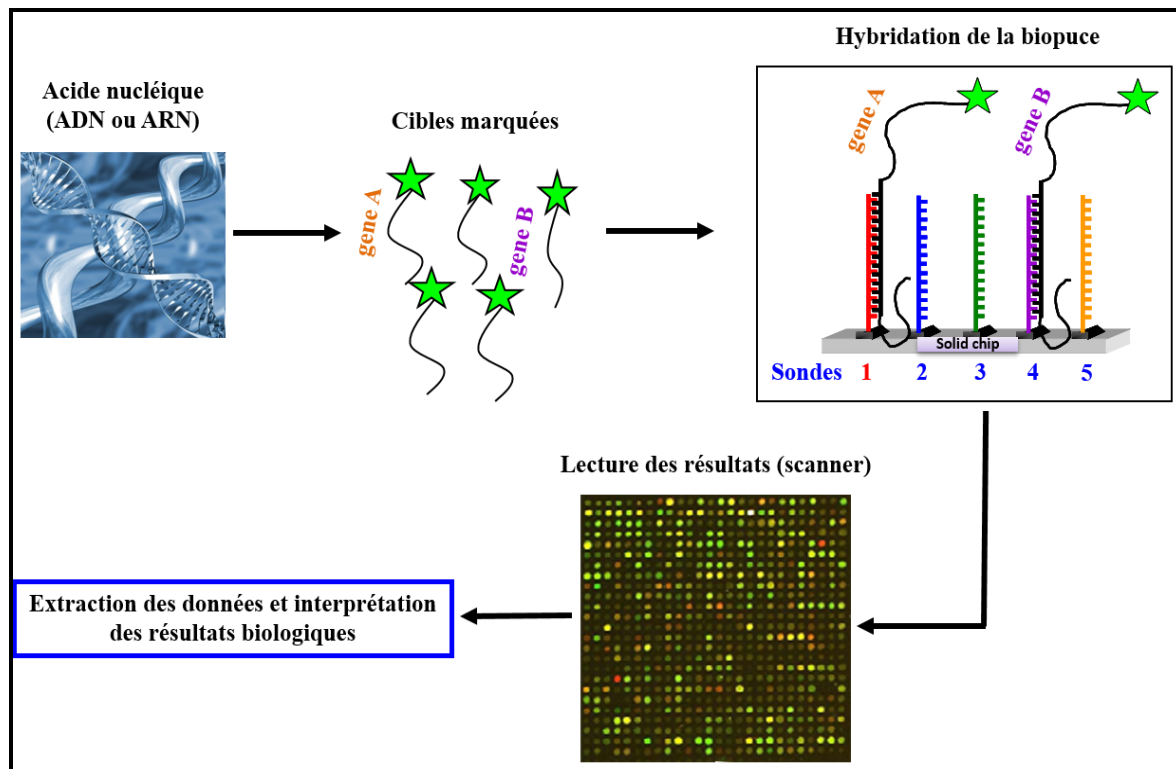 Hybridation de la biopuce
Acide nucléique
(ADN ou ARN)
Cibles marquées
gene A
gene B
gene A
gene B
Solid chip
Sondes 1 2 3 4 5
Lecture des résultats (scanner)
Extraction des données et interprétation
des résultats biologiques